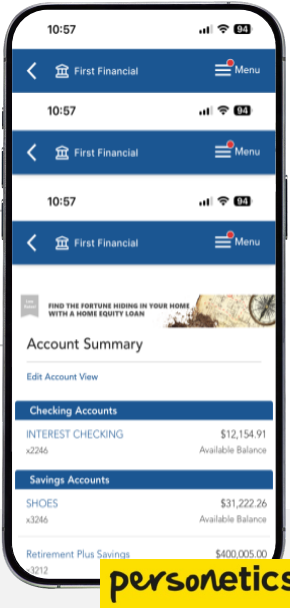 10:57 94
First Financial Menu
10:57 94
First Financial Menu
10:57 94
First Financial Menu
FIND THE FORTUNE HIDING IN YOUR HOME
WITH A HOME EQUITY LOAN
Account Summary
Edit Account View
Checking Accounts
INTEREST CHECKING $12,154.91
x2246 Available Balance
Savings Accounts
SHOES $31,222.26
x3246 Available Balance
Retirement Plus Savings $400,005.00
x3212
personetics